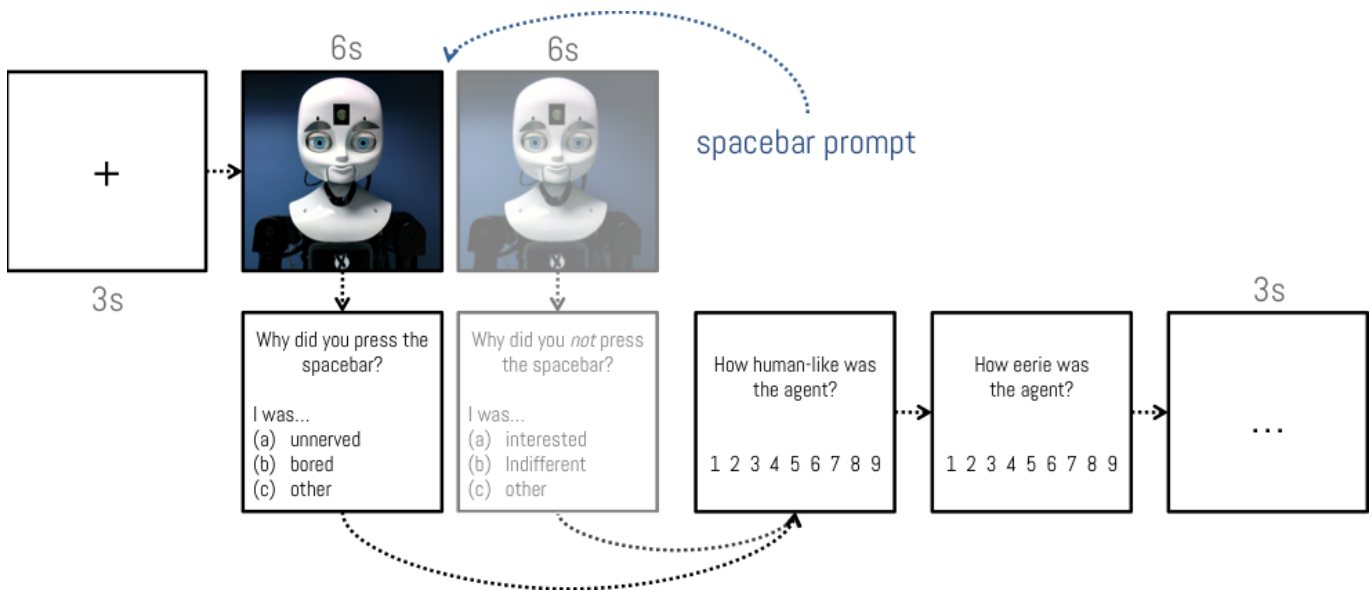 6s
6s
spacebar prompt
+
3s
Why did you press the
spacebar?
I was...
(a) unnerved
(b) bored
(c) other
Why did you not press
the spacebar?
I was...
(a) interested
(b) Indifferent
(c) other
How human-like was
the agent?
1 2 3 4 5 6 7 8 9
How eerie was
the agent?
1 2 3 4 5 6 7 8 9
3s
...